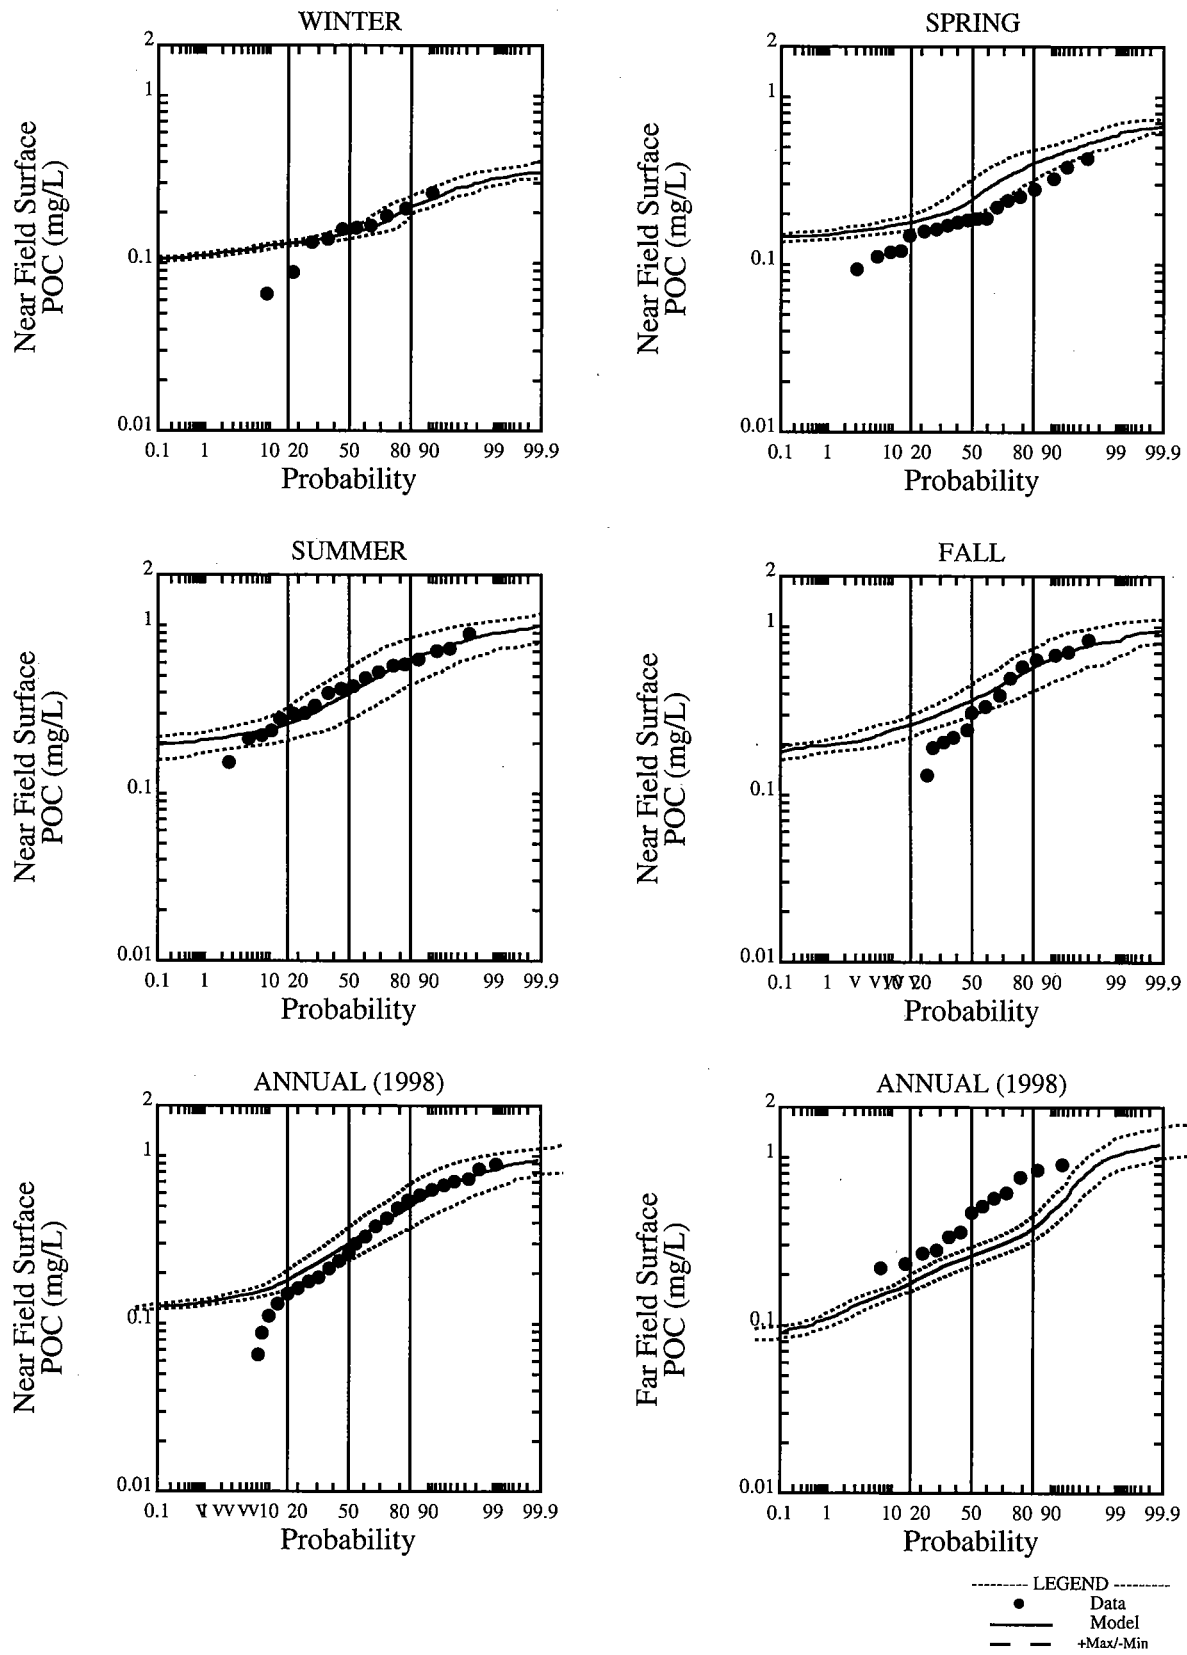 WINTER
Near Field Surface
POC (mg/L)
2
1
0.1
0.01
0.1 1 10 20 50 80 90 99 99.9
Probability
SPRING
Near Field Surface
POC (mg/L)
2
1
0.1
0.01
0.1 1 10 20 50 80 90 99 99.9
Probability
SUMMER
Near Field Surface
POC (mg/L)
2
1
0.1
0.01
0.1 1 10 20 50 80 90 99 99.9
Probability
FALL
Near Field Surface
POC (mg/L)
2
1
0.1
0.01
0.1 1 V V 10 V 20 50 80 90 99 99.9
Probability
ANNUAL (1998)
Near Field Surface
POC (mg/L)
2
1
0.1
0.01
0.1 1 VVVVV10 20 50 80 90 99 99.9
Probability
ANNUAL (1998)
Far Field Surface
POC (mg/L)
2
1
0.1
0.01
0.1 1 10 20 50 80 90 99 99.9
Probability
LEGEND
Data
Model
+Max/-Min